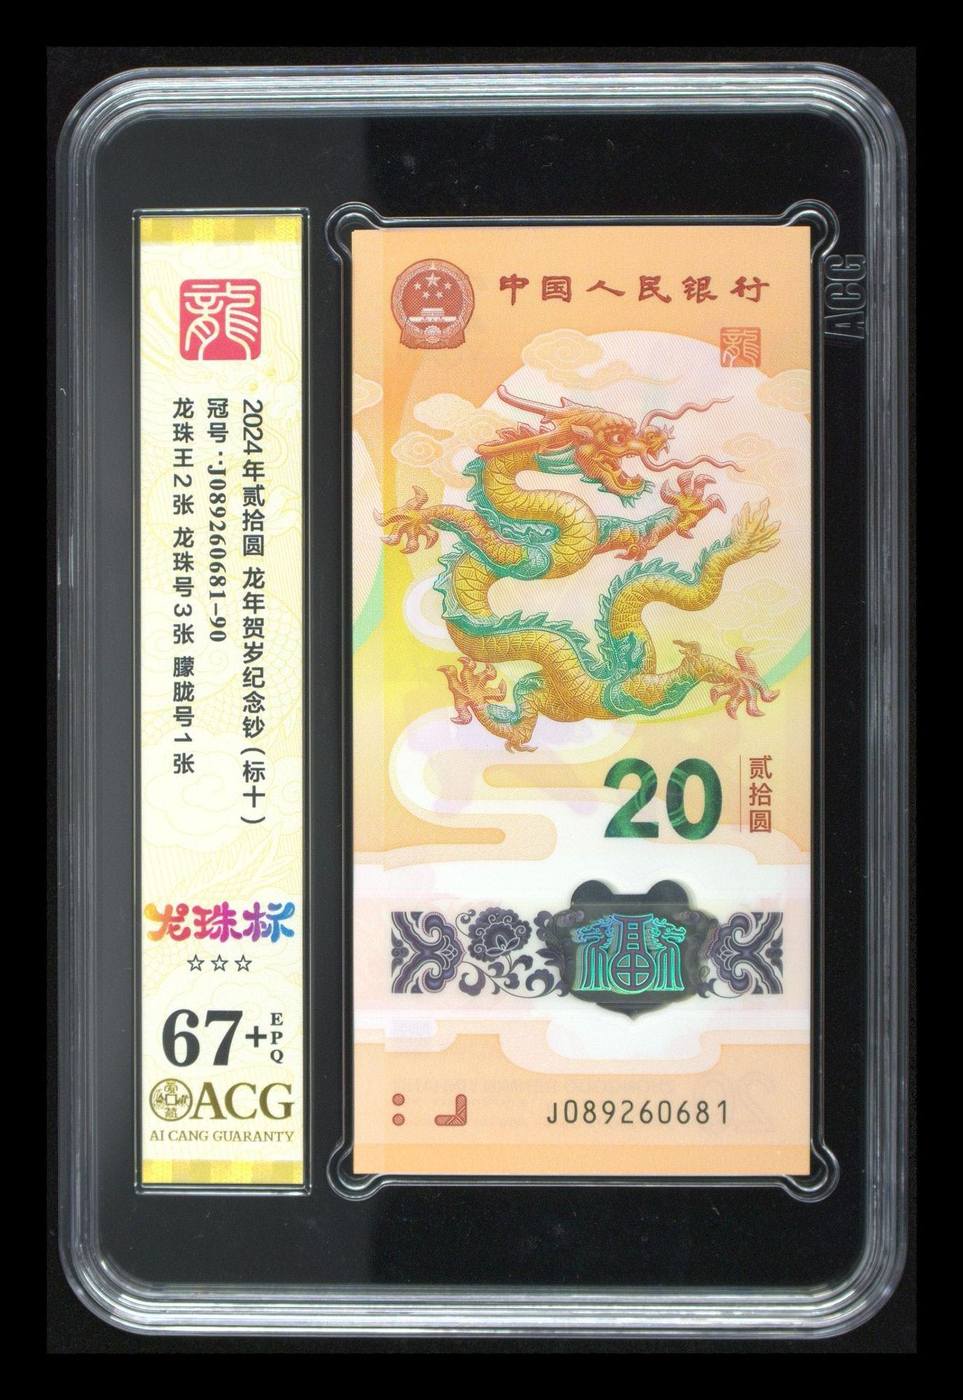 龍
2024年贰拾圆 龙年贺岁纪念钞(标十)
冠号:J089260681-90
龙珠王2张 龙珠号3张 朦胧号1张
龙珠标
☆☆☆
67+EPQ
ACG
AI CANG GUARANTY
中国人民银行
龍
20
贰拾圆
福
J089260681
ACG